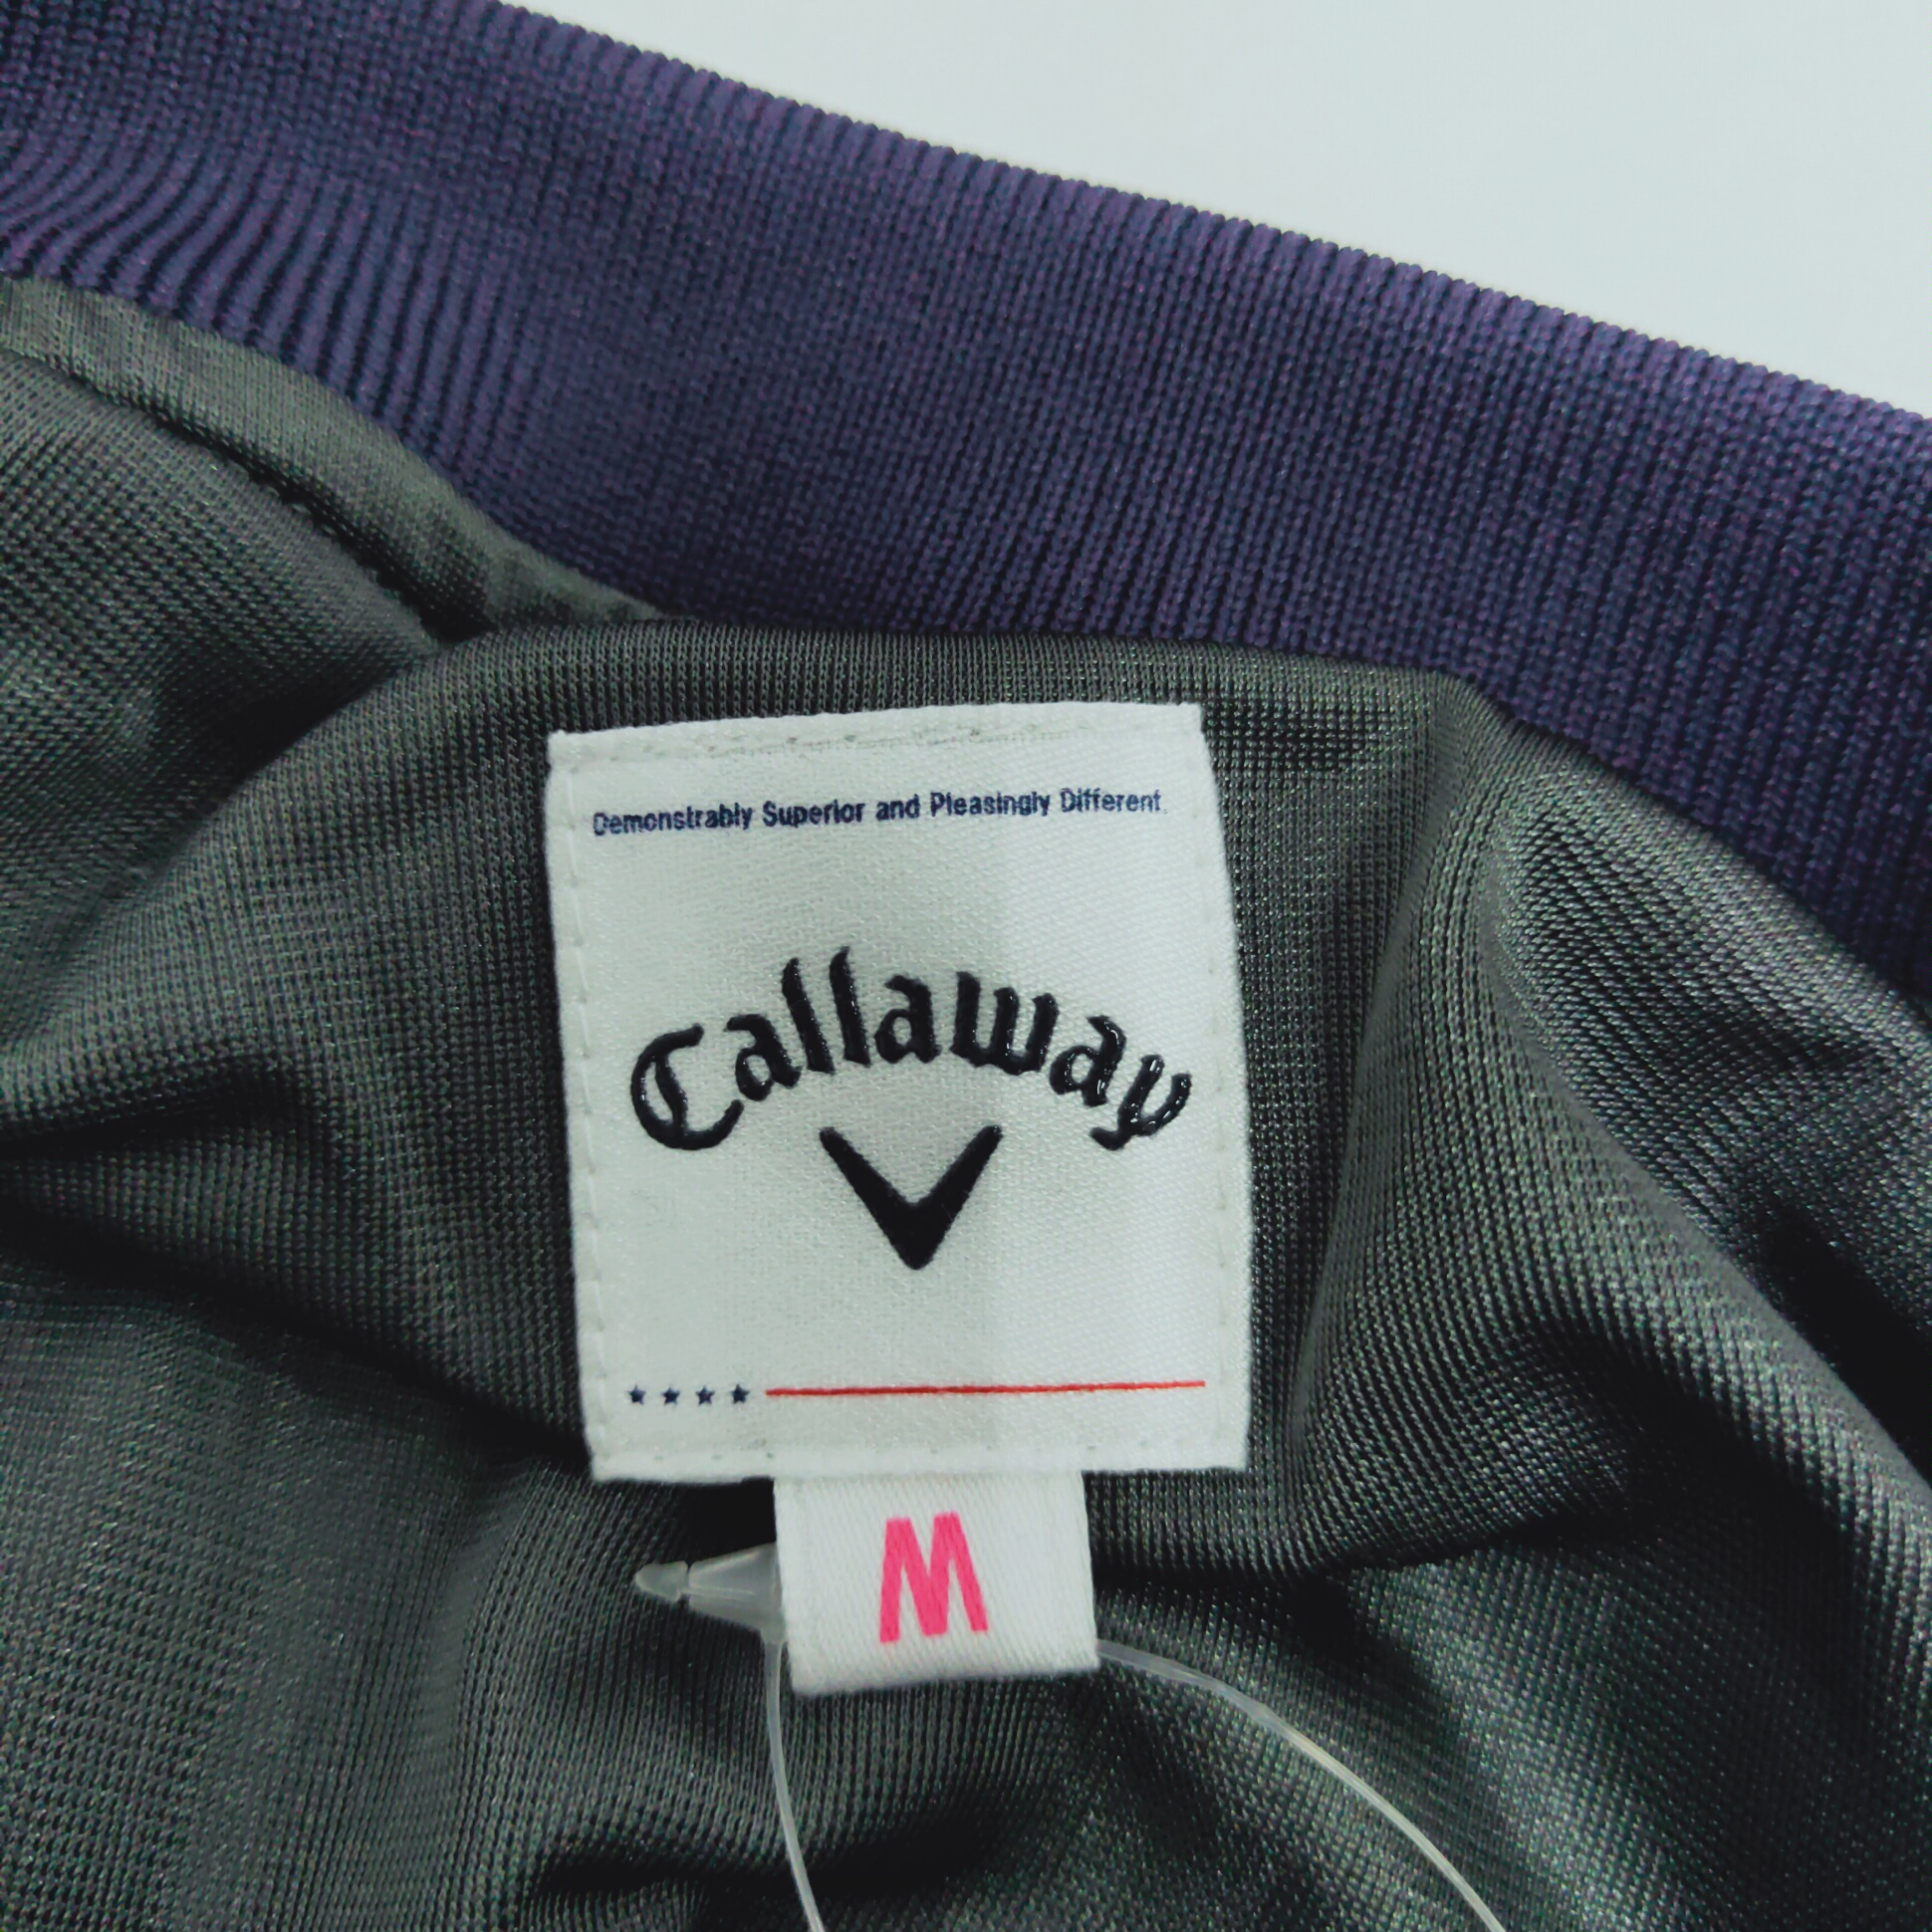 Demonstrably Superior and Pleasingly Different.
Callaway
M